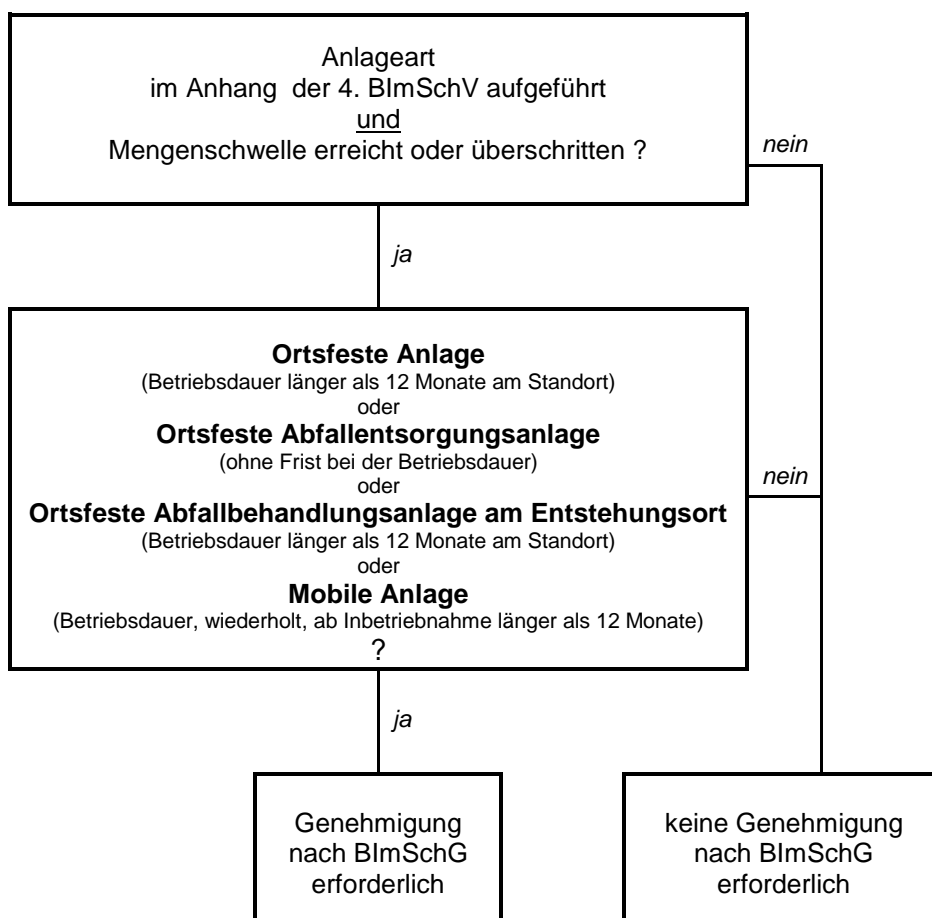 Anlageart
im Anhang der 4. BImSchV aufgeführt
und
Mengenschwelle erreicht oder überschritten ?
nein
ja
Ortsfeste Anlage
(Betriebsdauer länger als 12 Monate am Standort)
oder
Ortsfeste Abfallentsorgungsanlage
(ohne Frist bei der Betriebsdauer)
oder
Ortsfeste Abfallbehandlungsanlage am Entstehungsort
(Betriebsdauer länger als 12 Monate am Standort)
oder
Mobile Anlage
(Betriebsdauer, wiederholt, ab Inbetriebnahme länger als 12 Monate)
?
nein
ja
Genehmigung
nach BImSchG
erforderlich
keine Genehmigung
nach BImSchG
erforderlich